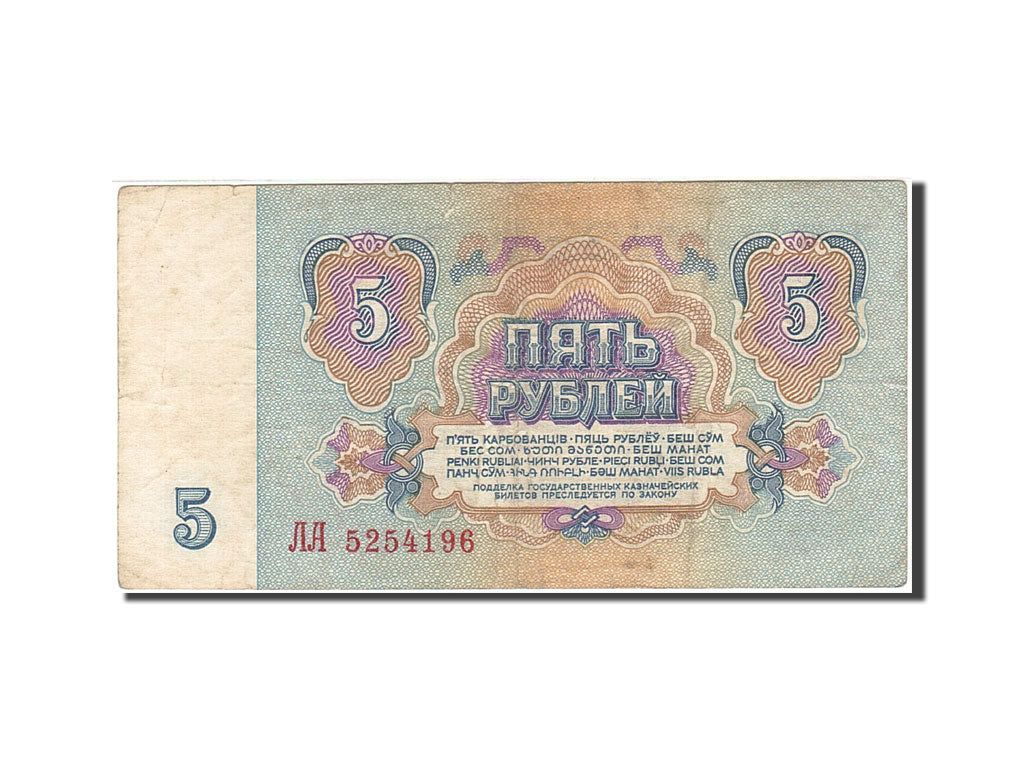 5
5
ПЯТЬ
РУБЛЕЙ
П'ЯТЬ КАРБОВАНЦІВ · ПЯЦЬ РУБЛЁЎ · БЕШ СЎМ
БЕС СОМ · ხუთი მანეთი · БЕШ МАНАТ
PENKI RUBLIAI · ЧИНЧ РУБЛЕ · PIECI RUBĻI · БЕШ СОМ
ПАНҶ СӮМ · ՀԻՆԳ ՌՈՒԲԼԻ · БӘШ МАНАТ · VIIS RUBLA
ПОДДЕЛКА ГОСУДАРСТВЕННЫХ КАЗНАЧЕЙСКИХ
БИЛЕТОВ ПРЕСЛЕДУЕТСЯ ПО ЗАКОНУ
5
ЛА 5254196